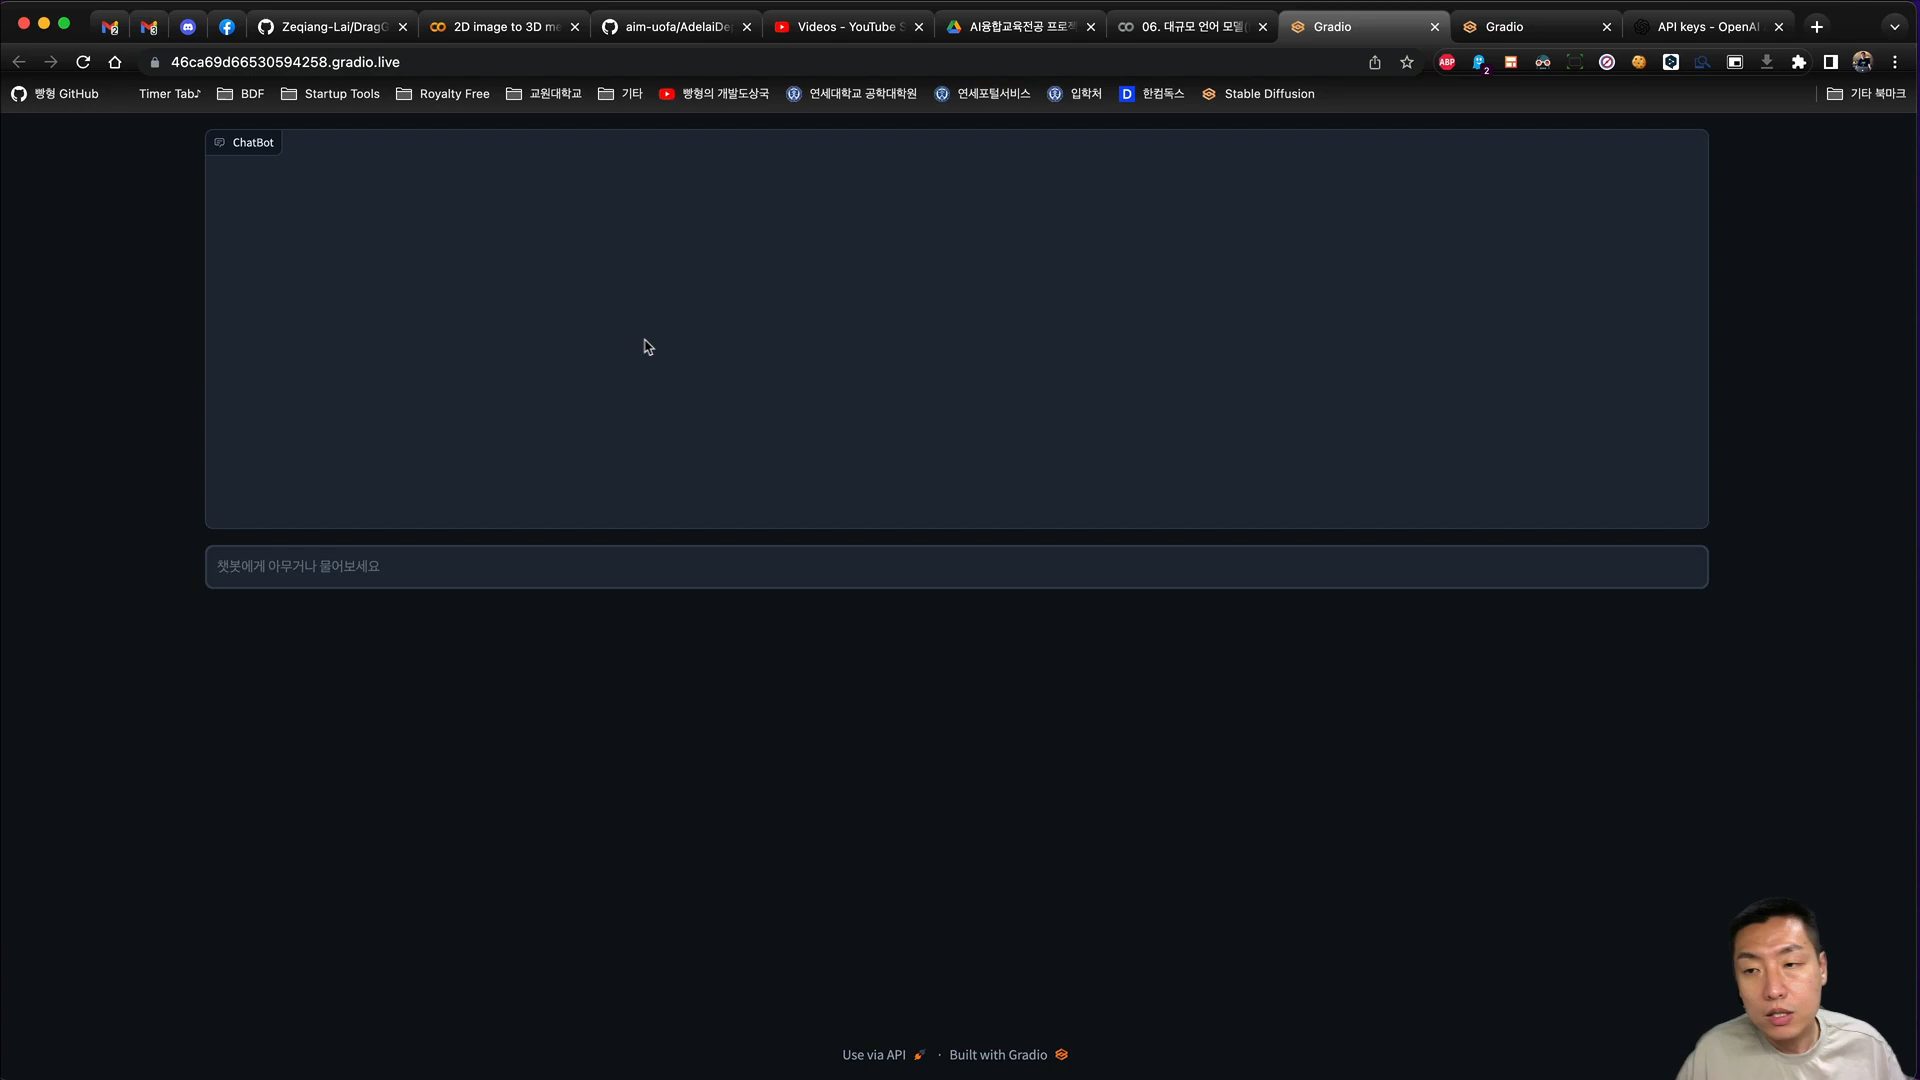 Zeqiang-Lai/DragG
2D image to 3D me
aim-uofa/AdelaiDe
Videos - YouTube S
AI융합교육전공 프로젝
06. 대규모 언어 모델(
Gradio
Gradio
API keys - OpenAI
46ca69d66530594258.gradio.live
ABP
2
빵형 GitHub
Timer Tab♪
BDF
Startup Tools
Royalty Free
교원대학교
기타
빵형의 개발도상국
연세대학교 공학대학원
연세포털서비스
입학처
D
한컴독스
Stable Diffusion
기타 북마크
ChatBot
챗봇에게 아무거나 물어보세요
Use via API · Built with Gradio